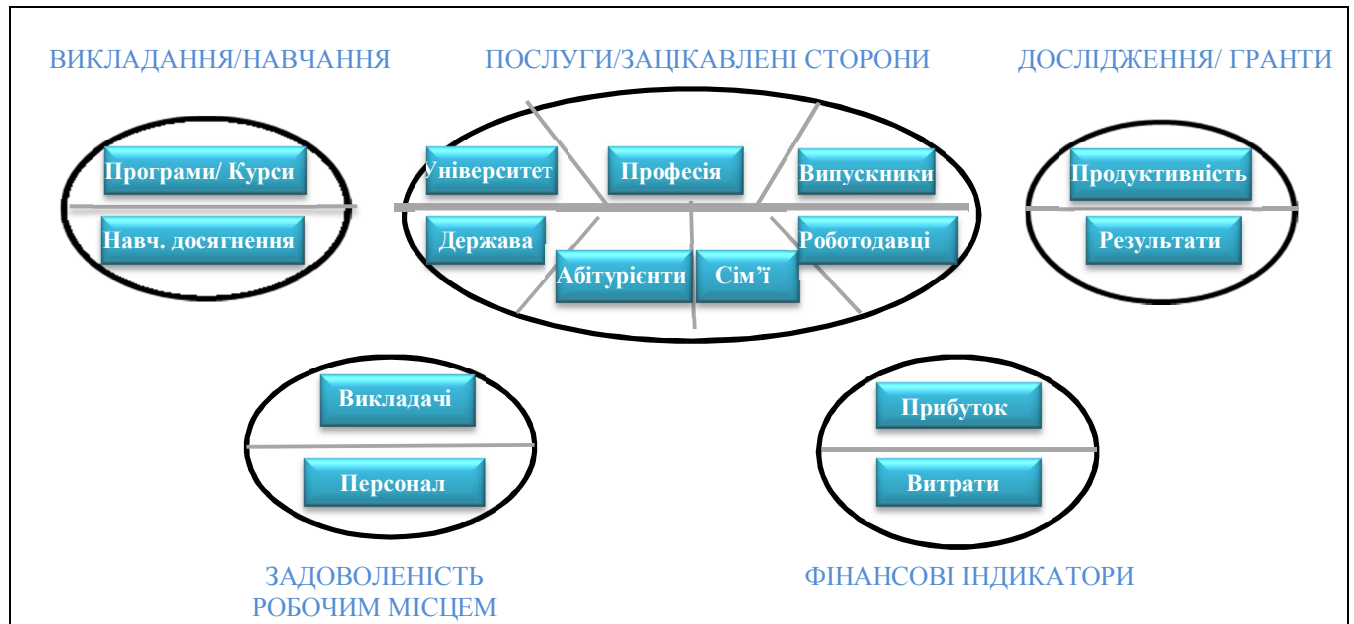 ВИКЛАДАННЯ/НАВЧАННЯ
ПОСЛУГИ/ЗАЦІКАВЛЕНІ СТОРОНИ
ДОСЛІДЖЕННЯ/ ГРАНТИ
Програми/ Курси
Навч. досягнення
Університет
Професія
Випускники
Держава
Абітурієнти
Сім’ї
Роботодавці
Продуктивність
Результати
Викладачі
Персонал
Прибуток
Витрати
ЗАДОВОЛЕНІСТЬ
РОБОЧИМ МІСЦЕМ
ФІНАНСОВІ ІНДИКАТОРИ